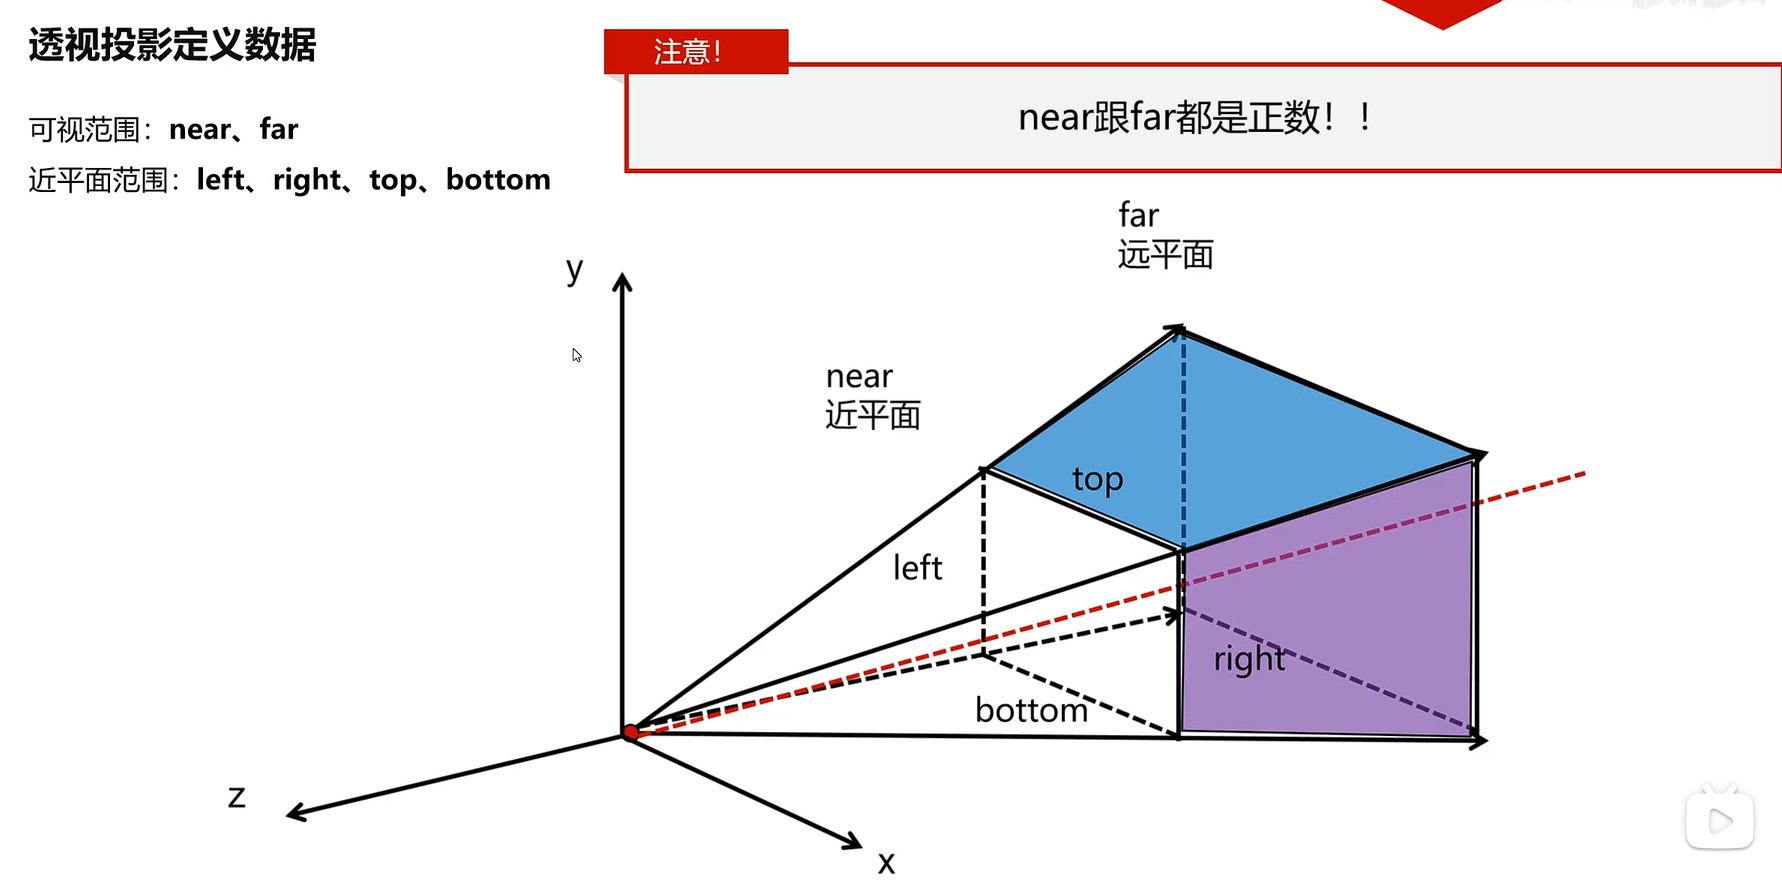 透视投影定义数据
注意！
near跟far都是正数！！
可视范围：near、far
近平面范围：left、right、top、bottom
far
远平面
y
near
近平面
top
left
right
bottom
z
x